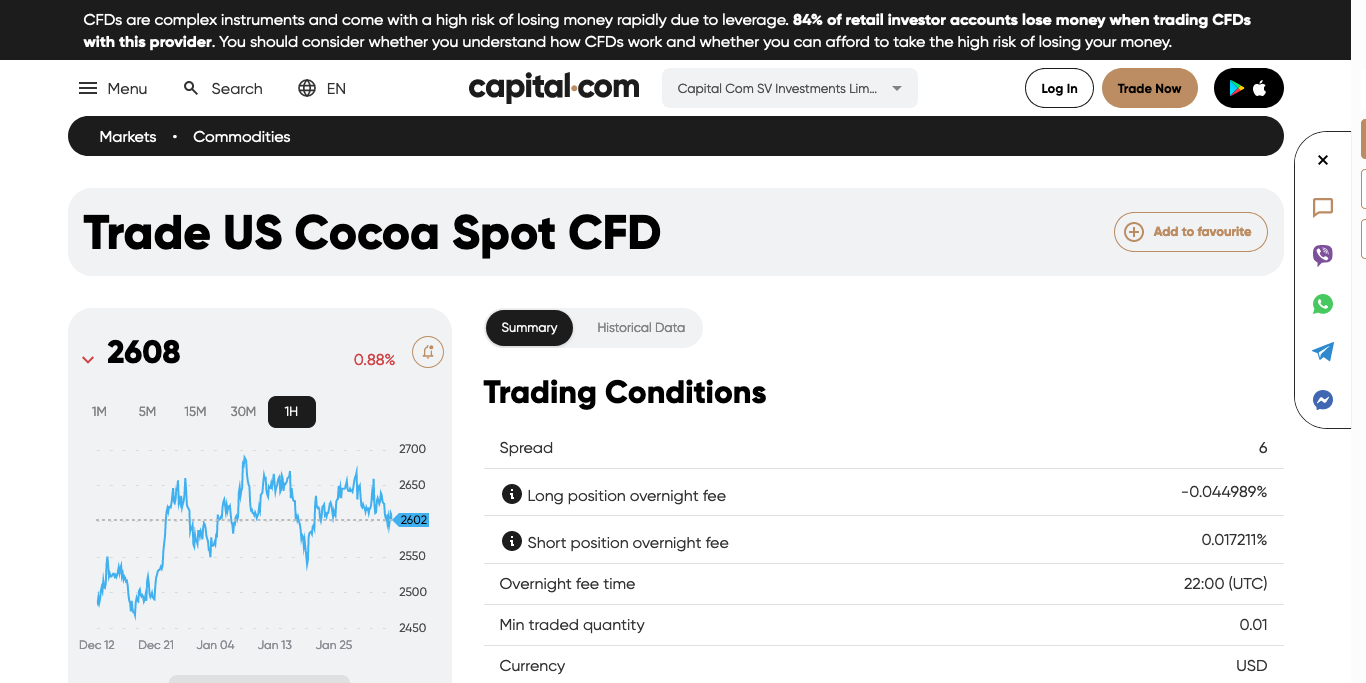 CFDs are complex instruments and come with a high risk of losing money rapidly due to leverage. 84% of retail investor accounts lose money when trading CFDs
with this provider. You should consider whether you understand how CFDs work and whether you can afford to take the high risk of losing your money.
Menu Search EN capital.com Capital Com SV Investments Lim... Log In Trade Now
Markets • Commodities
Trade US Cocoa Spot CFD
Add to favourite
2608
0.88%
1M 5M 15M 30M 1H
2700
2650
2602
2550
2500
2450
Dec 12 Dec 21 Jan 04 Jan 13 Jan 25
Summary Historical Data
Trading Conditions
Spread 6
Long position overnight fee -0.044989%
Short position overnight fee 0.017211%
Overnight fee time 22:00 (UTC)
Min traded quantity 0.01
Currency USD